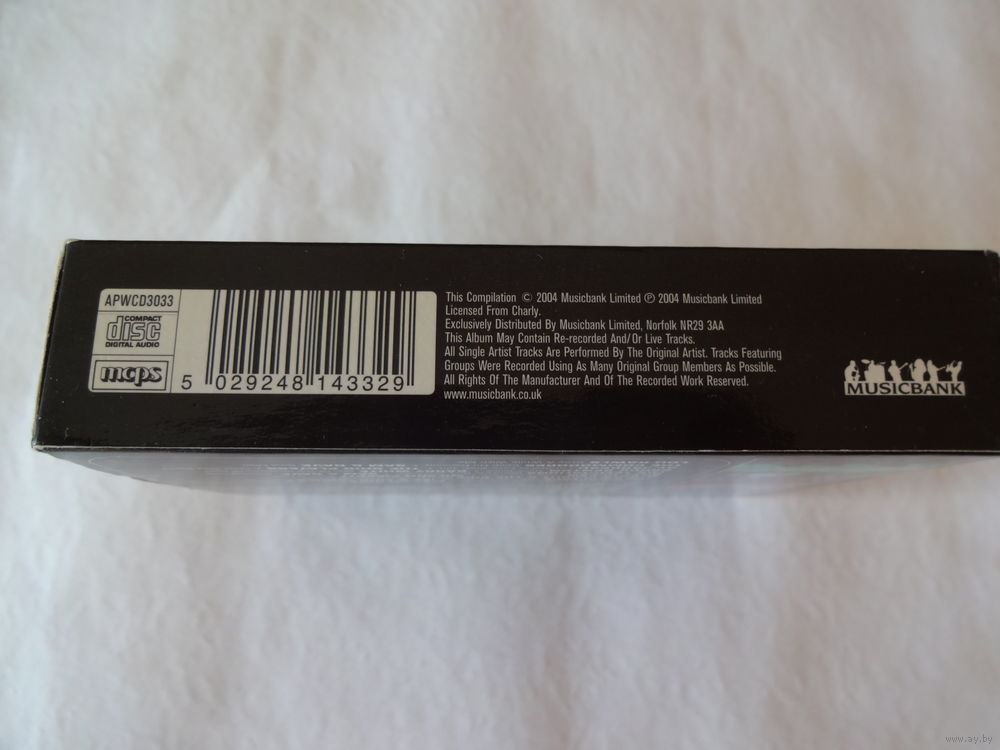 APWCD3033
COMPACT
disc
DIGITAL AUDIO
mcps
5 029248 143329
This Compilation © 2004 Musicbank Limited ℗ 2004 Musicbank Limited
Licensed From Charly.
Exclusively Distributed By Musicbank Limited, Norfolk NR29 3AA
This Album May Contain Re-recorded And/Or Live Tracks.
All Single Artist Tracks Are Performed By The Original Artist. Tracks Featuring
Groups Were Recorded Using As Many Original Group Members As Possible.
All Rights Of The Manufacturer And Of The Recorded Work Reserved.
www.musicbank.co.uk
MUSICBANK
www.ay.by